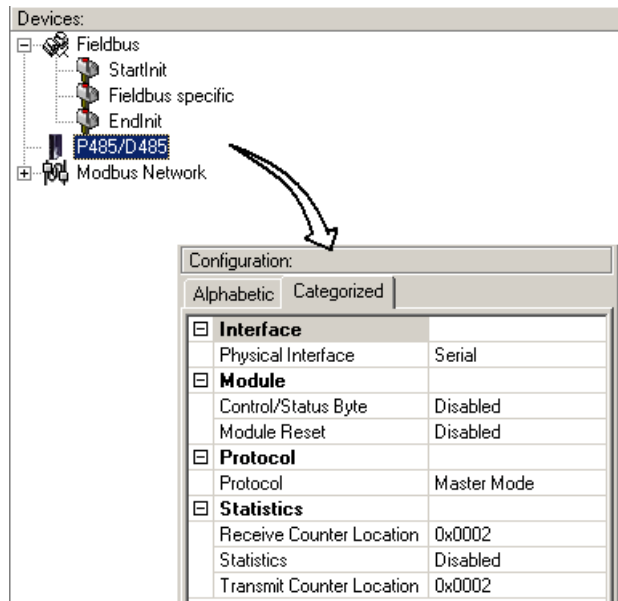 Devices:
Fieldbus
StartInit
Fieldbus specific
EndInit
P485/D485
Modbus Network
Configuration:
Alphabetic Categorized
Interface
Physical Interface Serial
Module
Control/Status Byte Disabled
Module Reset Disabled
Protocol
Protocol Master Mode
Statistics
Receive Counter Location 0x0002
Statistics Disabled
Transmit Counter Location 0x0002